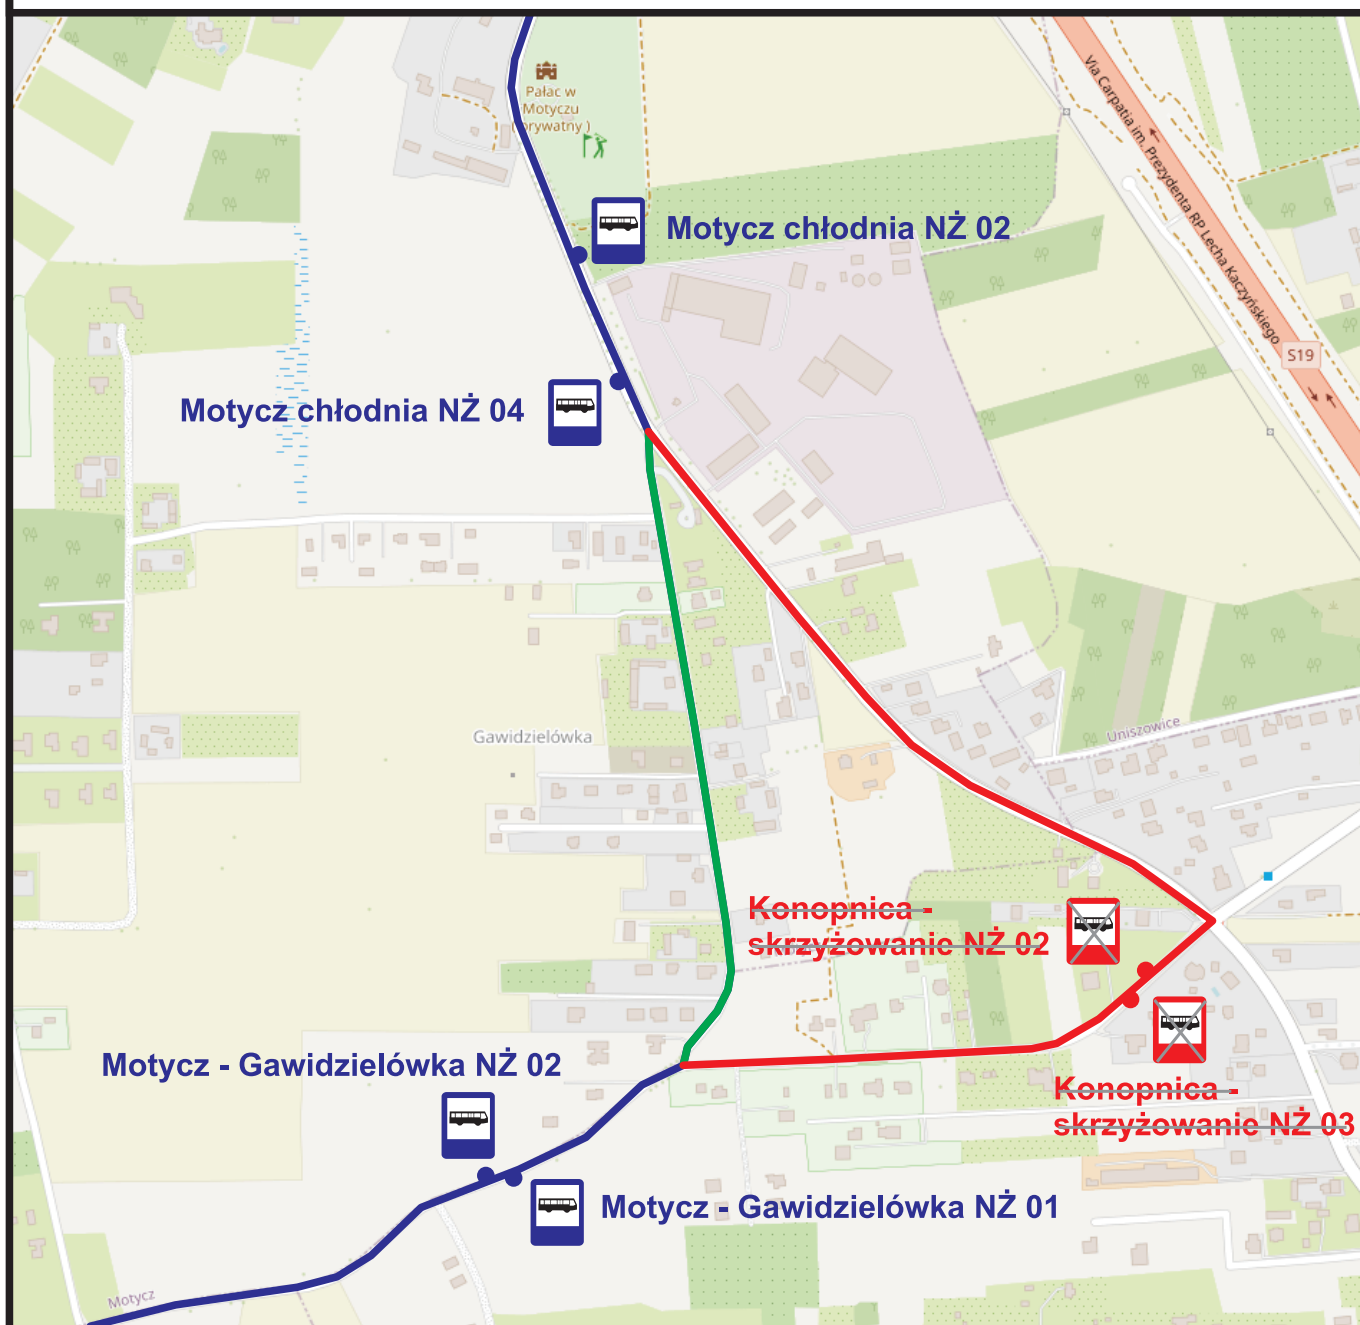 Pałac w
Motyczu
(prywatny )
Via Carpatia im. Prezydenta RP Lecha Kaczyńskiego
Motycz chłodnia NŻ 02
S19
Motycz chłodnia NŻ 04
Uniszowice
Gawidzielówka
Konopnica -
skrzyżowanie NŻ 02
Motycz - Gawidzielówka NŻ 02
Konopnica -
skrzyżowanie NŻ 03
Motycz - Gawidzielówka NŻ 01
Motycz